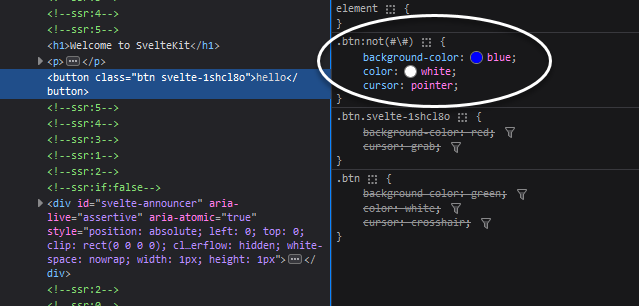 <!--ssr:4-->
<!--ssr:5-->
<h1>Welcome to SvelteKit</h1>
<p></p>
<button class="btn svelte-1shcl8o">hello</
button>
<!--ssr:5-->
<!--ssr:4-->
<!--ssr:3-->
<!--ssr:1-->
<!--ssr:2-->
<!--ssr:if:false-->
<div id="svelte-announcer" aria-
live="assertive" aria-atomic="true"
style="position: absolute; left: 0; top: 0;
clip: rect(0 0 0 0); cl…erflow: hidden; white-
space: nowrap; width: 1px; height: 1px"></
div>
<!--ssr:2-->
<!--ssr:0-->
element {
}
.btn:not(#\#) {
background-color: blue;
color: white;
cursor: pointer;
}
.btn.svelte-1shcl8o {
background-color: red;
cursor: grab;
}
.btn {
background-color: green;
color: white;
cursor: crosshair;
}